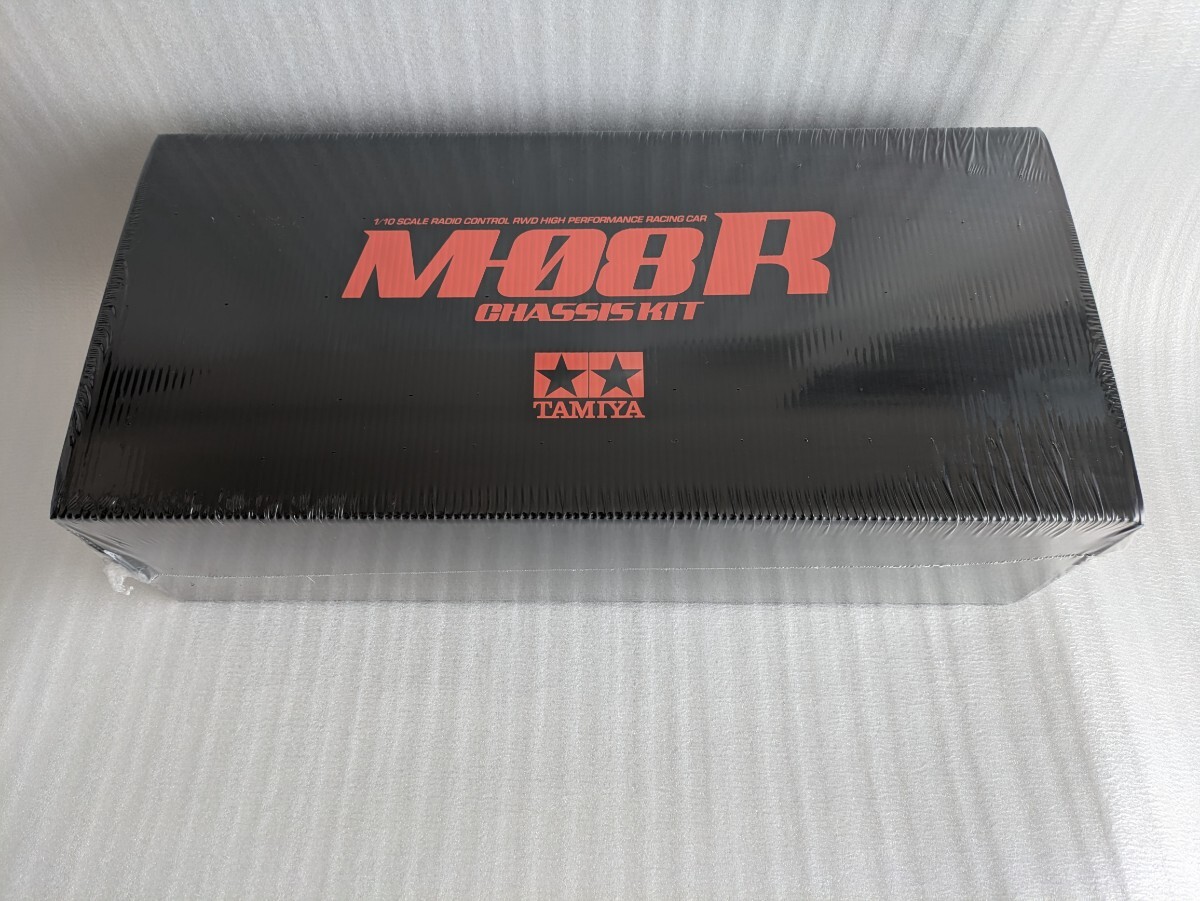 1/10 SCALE RADIO CONTROL RWD HIGH PERFORMANCE RACING CAR
M-08R
CHASSIS KIT
TAMIYA